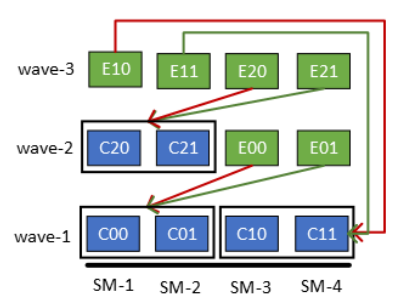 wave-3 E10 E11 E20 E21
wave-2 C20 C21 E00 E01
wave-1 C00 C01 C10 C11
SM-1 SM-2 SM-3 SM-4